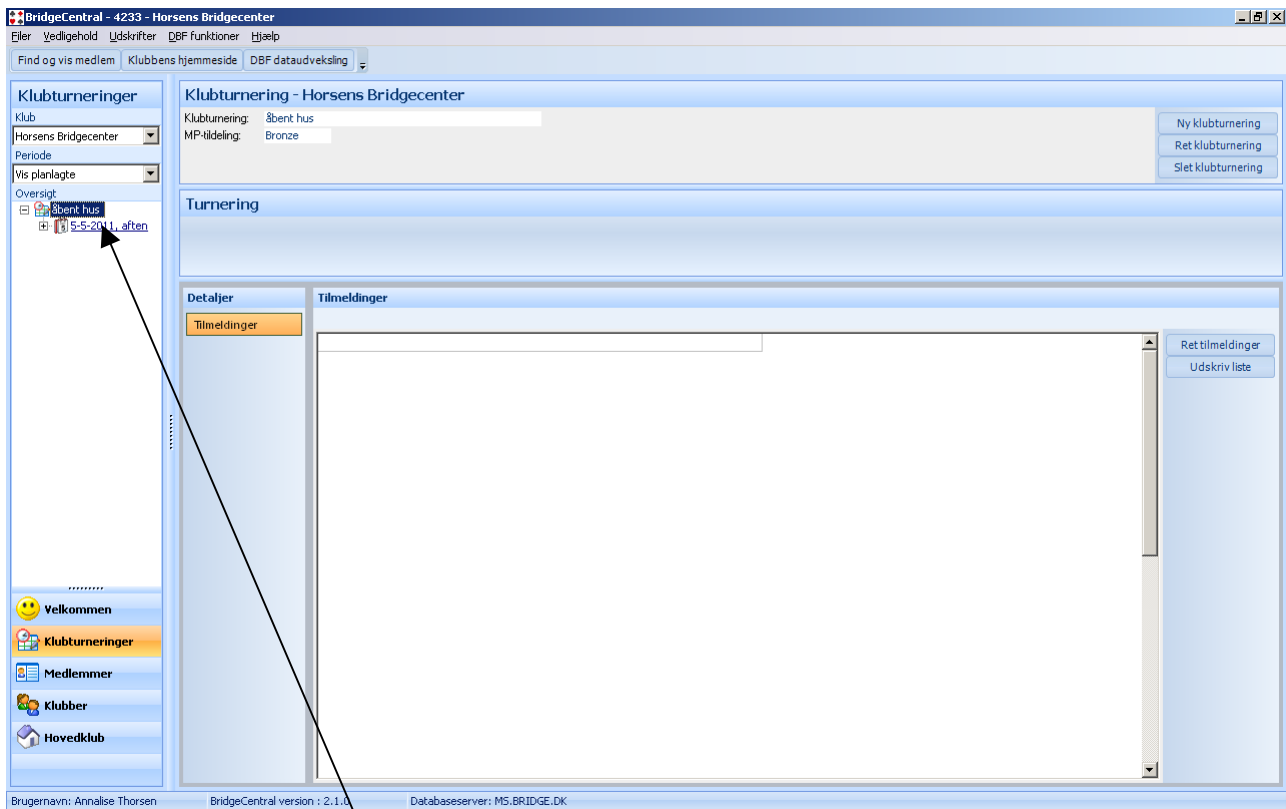 BridgeCentral - 4233 - Horsens Bridgecenter
Filer Vedligehold Udskrifter DBF funktioner Hjælp
Find og vis medlem Klubbens hjemmeside DBF dataudveksling
Klubturneringer
Klub
Horsens Bridgecenter
Periode
Vis planlagte
Oversigt
åbent hus
5-5-2011, aften
Velkommen
Klubturneringer
Medlemmer
Klubber
Hovedklub
Klubturnering - Horsens Bridgecenter
Klubturnering: åbent hus
MP-tildeling: Bronze
Ny klubturnering
Ret klubturnering
Slet klubturnering
Turnering
Detaljer
Tilmeldinger
Tilmeldinger
Ret tilmeldinger
Udskriv liste
Brugernavn: Annalise Thorsen BridgeCentral version : 2.1.0 Databaseserver: MS.BRIDGE.DK